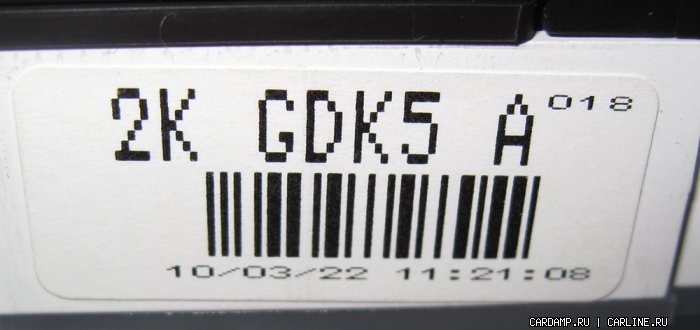 2K GDK5 A 018
10/03/22 11:21:08
CARDAMP.RU | CARLINE.RU